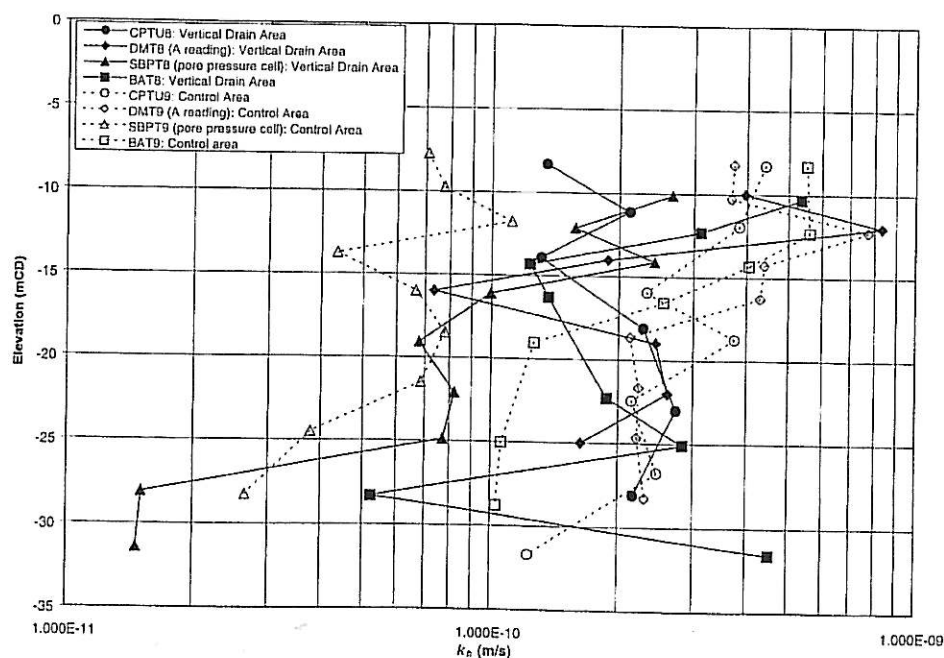 0
-5
-10
-15
-20
-25
-30
-35
Elevation (mCD)
CPTU8: Vertical Drain Area
DMT8 (A reading): Vertical Drain Area
SBPT8 (pore pressure cell): Vertical Drain Area
BAT8: Vertical Drain Area
CPTU9: Control Area
DMT9 (A reading): Control Area
SBPT9 (pore pressure cell): Control Area
BAT9: Control area
1.000E-11
1.000E-10
1.000E-09
kh (m/s)